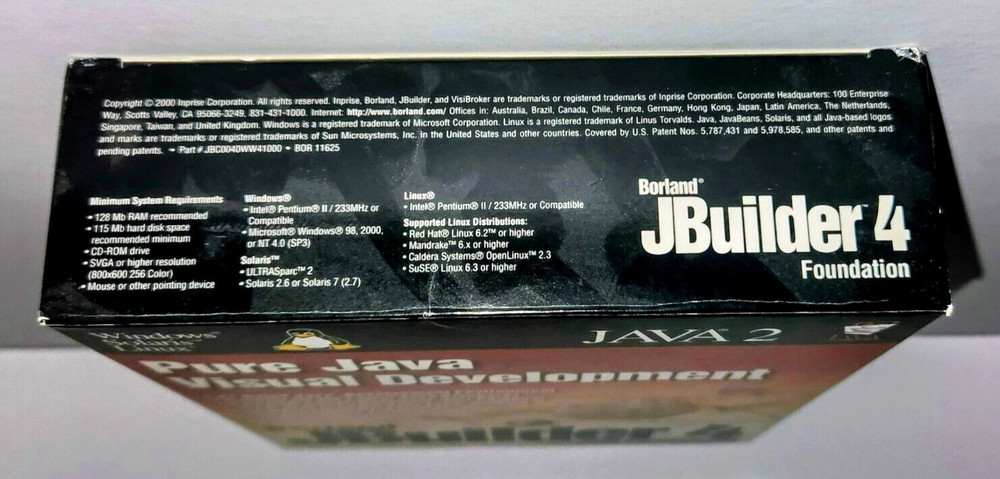 Copyright © 2000 Inprise Corporation. All rights reserved. Inprise, Borland, JBuilder, and VisiBroker are trademarks or registered trademarks of Inprise Corporation. Corporate Headquarters: 100 Enterprise
Way, Scotts Valley, CA 95066-3249, 831-431-1000. Internet: http://www.borland.com/ Offices in: Australia, Brazil, Canada, Chile, France, Germany, Hong Kong, Japan, Latin America, The Netherlands,
Singapore, Taiwan, and United Kingdom. Windows is a registered trademark of Microsoft Corporation. Linux is a registered trademark of Linus Torvalds. Java, JavaBeans, Solaris, and all Java-based logos
and marks are trademarks or registered trademarks of Sun Microsystems, Inc. in the United States and other countries. Covered by U.S. Patent Nos. 5,787,431 and 5,978,585, and other patents and
pending patents. • Part # JBC0040WW41000 • BOR 11625
Minimum System Requirements
• 128 Mb RAM recommended
• 115 Mb hard disk space
recommended minimum
• CD-ROM drive
• SVGA or higher resolution
(800x600 256 Color)
• Mouse or other pointing device
Windows®
• Intel® Pentium® II / 233MHz or
Compatible
• Microsoft® Windows® 98, 2000,
or NT 4.0 (SP3)
Solaris™
• ULTRASparc™ 2
• Solaris 2.6 or Solaris 7 (2.7)
Linux®
• Intel® Pentium® II / 233MHz or Compatible
Supported Linux Distributions:
• Red Hat® Linux 6.2™ or higher
• Mandrake™ 6.x or higher
• Caldera Systems® OpenLinux™ 2.3
• SuSE® Linux 6.3 or higher
Borland®
JBuilder™ 4
Foundation
Windows®
Solaris™
Linux®
JAVA™ 2
Pure Java
Visual Development
JBuilder 4